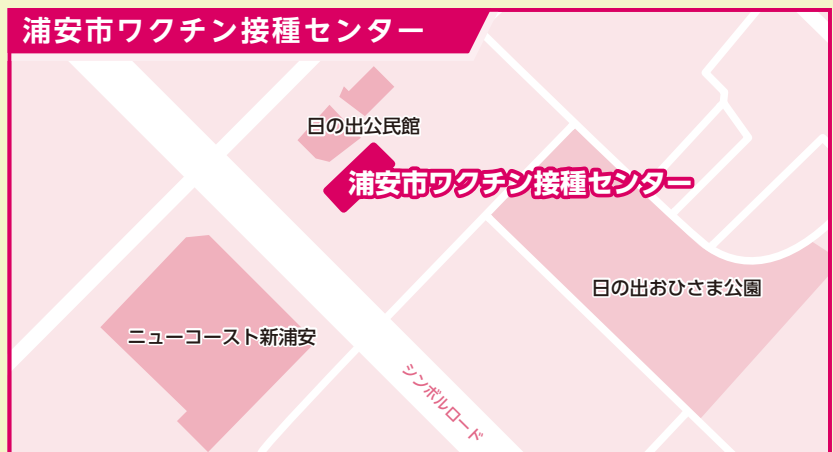 浦安市ワクチン接種センター
日の出公民館
浦安市ワクチン接種センター
日の出おひさま公園
ニューコースト新浦安
シンボルロード